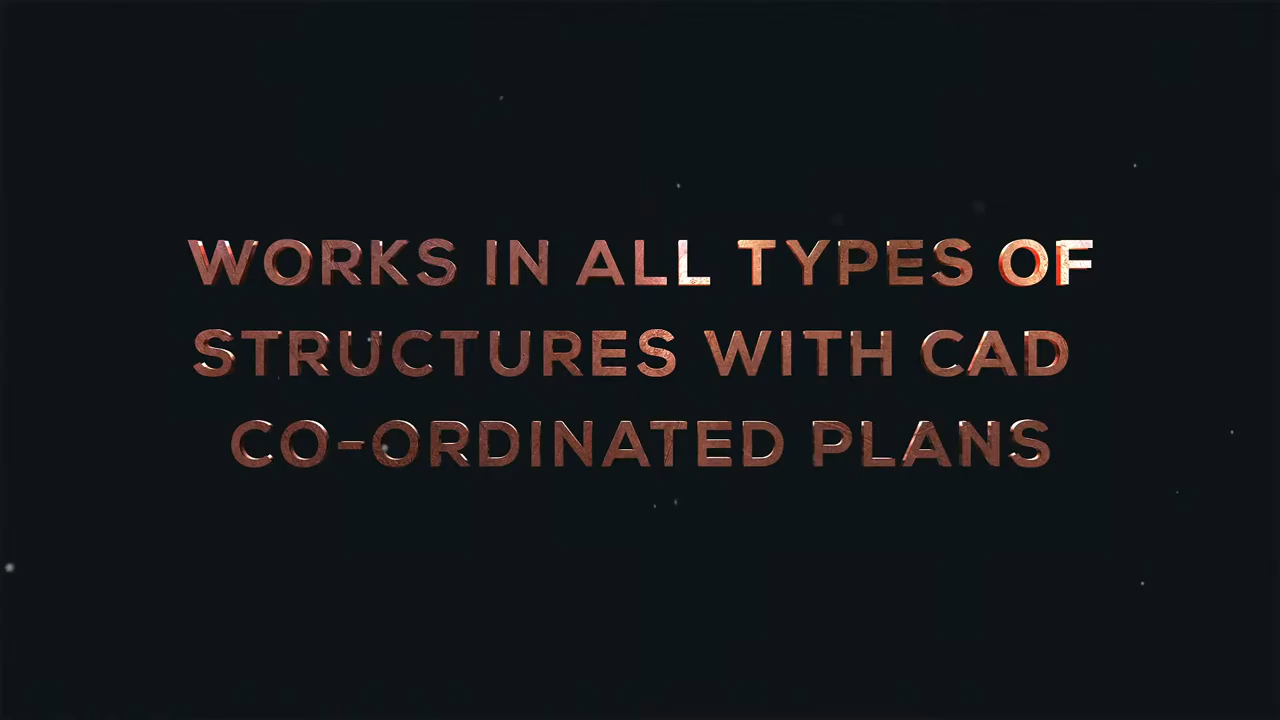 WORKS IN ALL TYPES OF
STRUCTURES WITH CAD
CO-ORDINATED PLANS